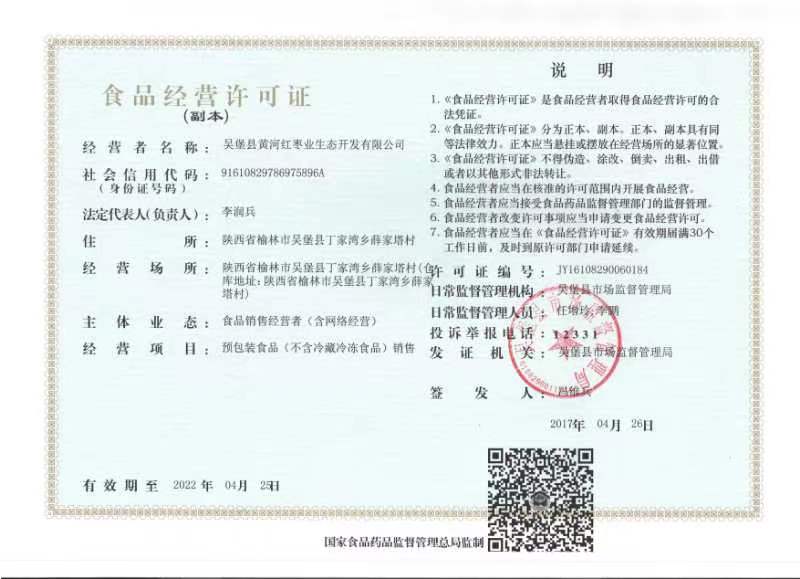 食品经营许可证
(副本)
经营者名称：吴堡县黄河红枣业生态开发有限公司
社会信用代码：91610829786975896A
(身份证号码)
法定代表人(负责人)：李润兵
住所：陕西省榆林市吴堡县丁家湾乡薛家塔村
经营场所：陕西省榆林市吴堡县丁家湾乡薛家塔村(仓
库地址：陕西省榆林市吴堡县丁家湾乡薛家
塔村)
主体业态：食品销售经营者（含网络经营）
经营项目：预包装食品（不含冷藏冷冻食品）销售
有效期至 2022 年 04月 25日
说明
1.《食品经营许可证》是食品经营者取得食品经营许可的合
法凭证。
2.《食品经营许可证》分为正本、副本。正本、副本具有同
等法律效力。正本应当悬挂或摆放在经营场所的显著位置。
3.《食品经营许可证》不得伪造、涂改、倒卖、出租、出借
或者以其他形式非法转让。
4. 食品经营者应当在核准的许可范围内开展食品经营。
5. 食品经营者应当接受食品药品监督管理部门的监督管理。
6. 食品经营者改变许可事项应当申请变更食品经营许可。
7. 食品经营者应当在《食品经营许可证》有效期届满30个
工作日前，及时到原许可部门申请延续。
许可证编号：JY16108290060184
日常监督管理机构：吴堡县市场监督管理局
日常监督管理人员：任增珍，李
投诉举报电话：12331
发证机关：吴堡县市场监督管理局
签发人：
2017年 04月 26日
国家食品药品监督管理总局监制